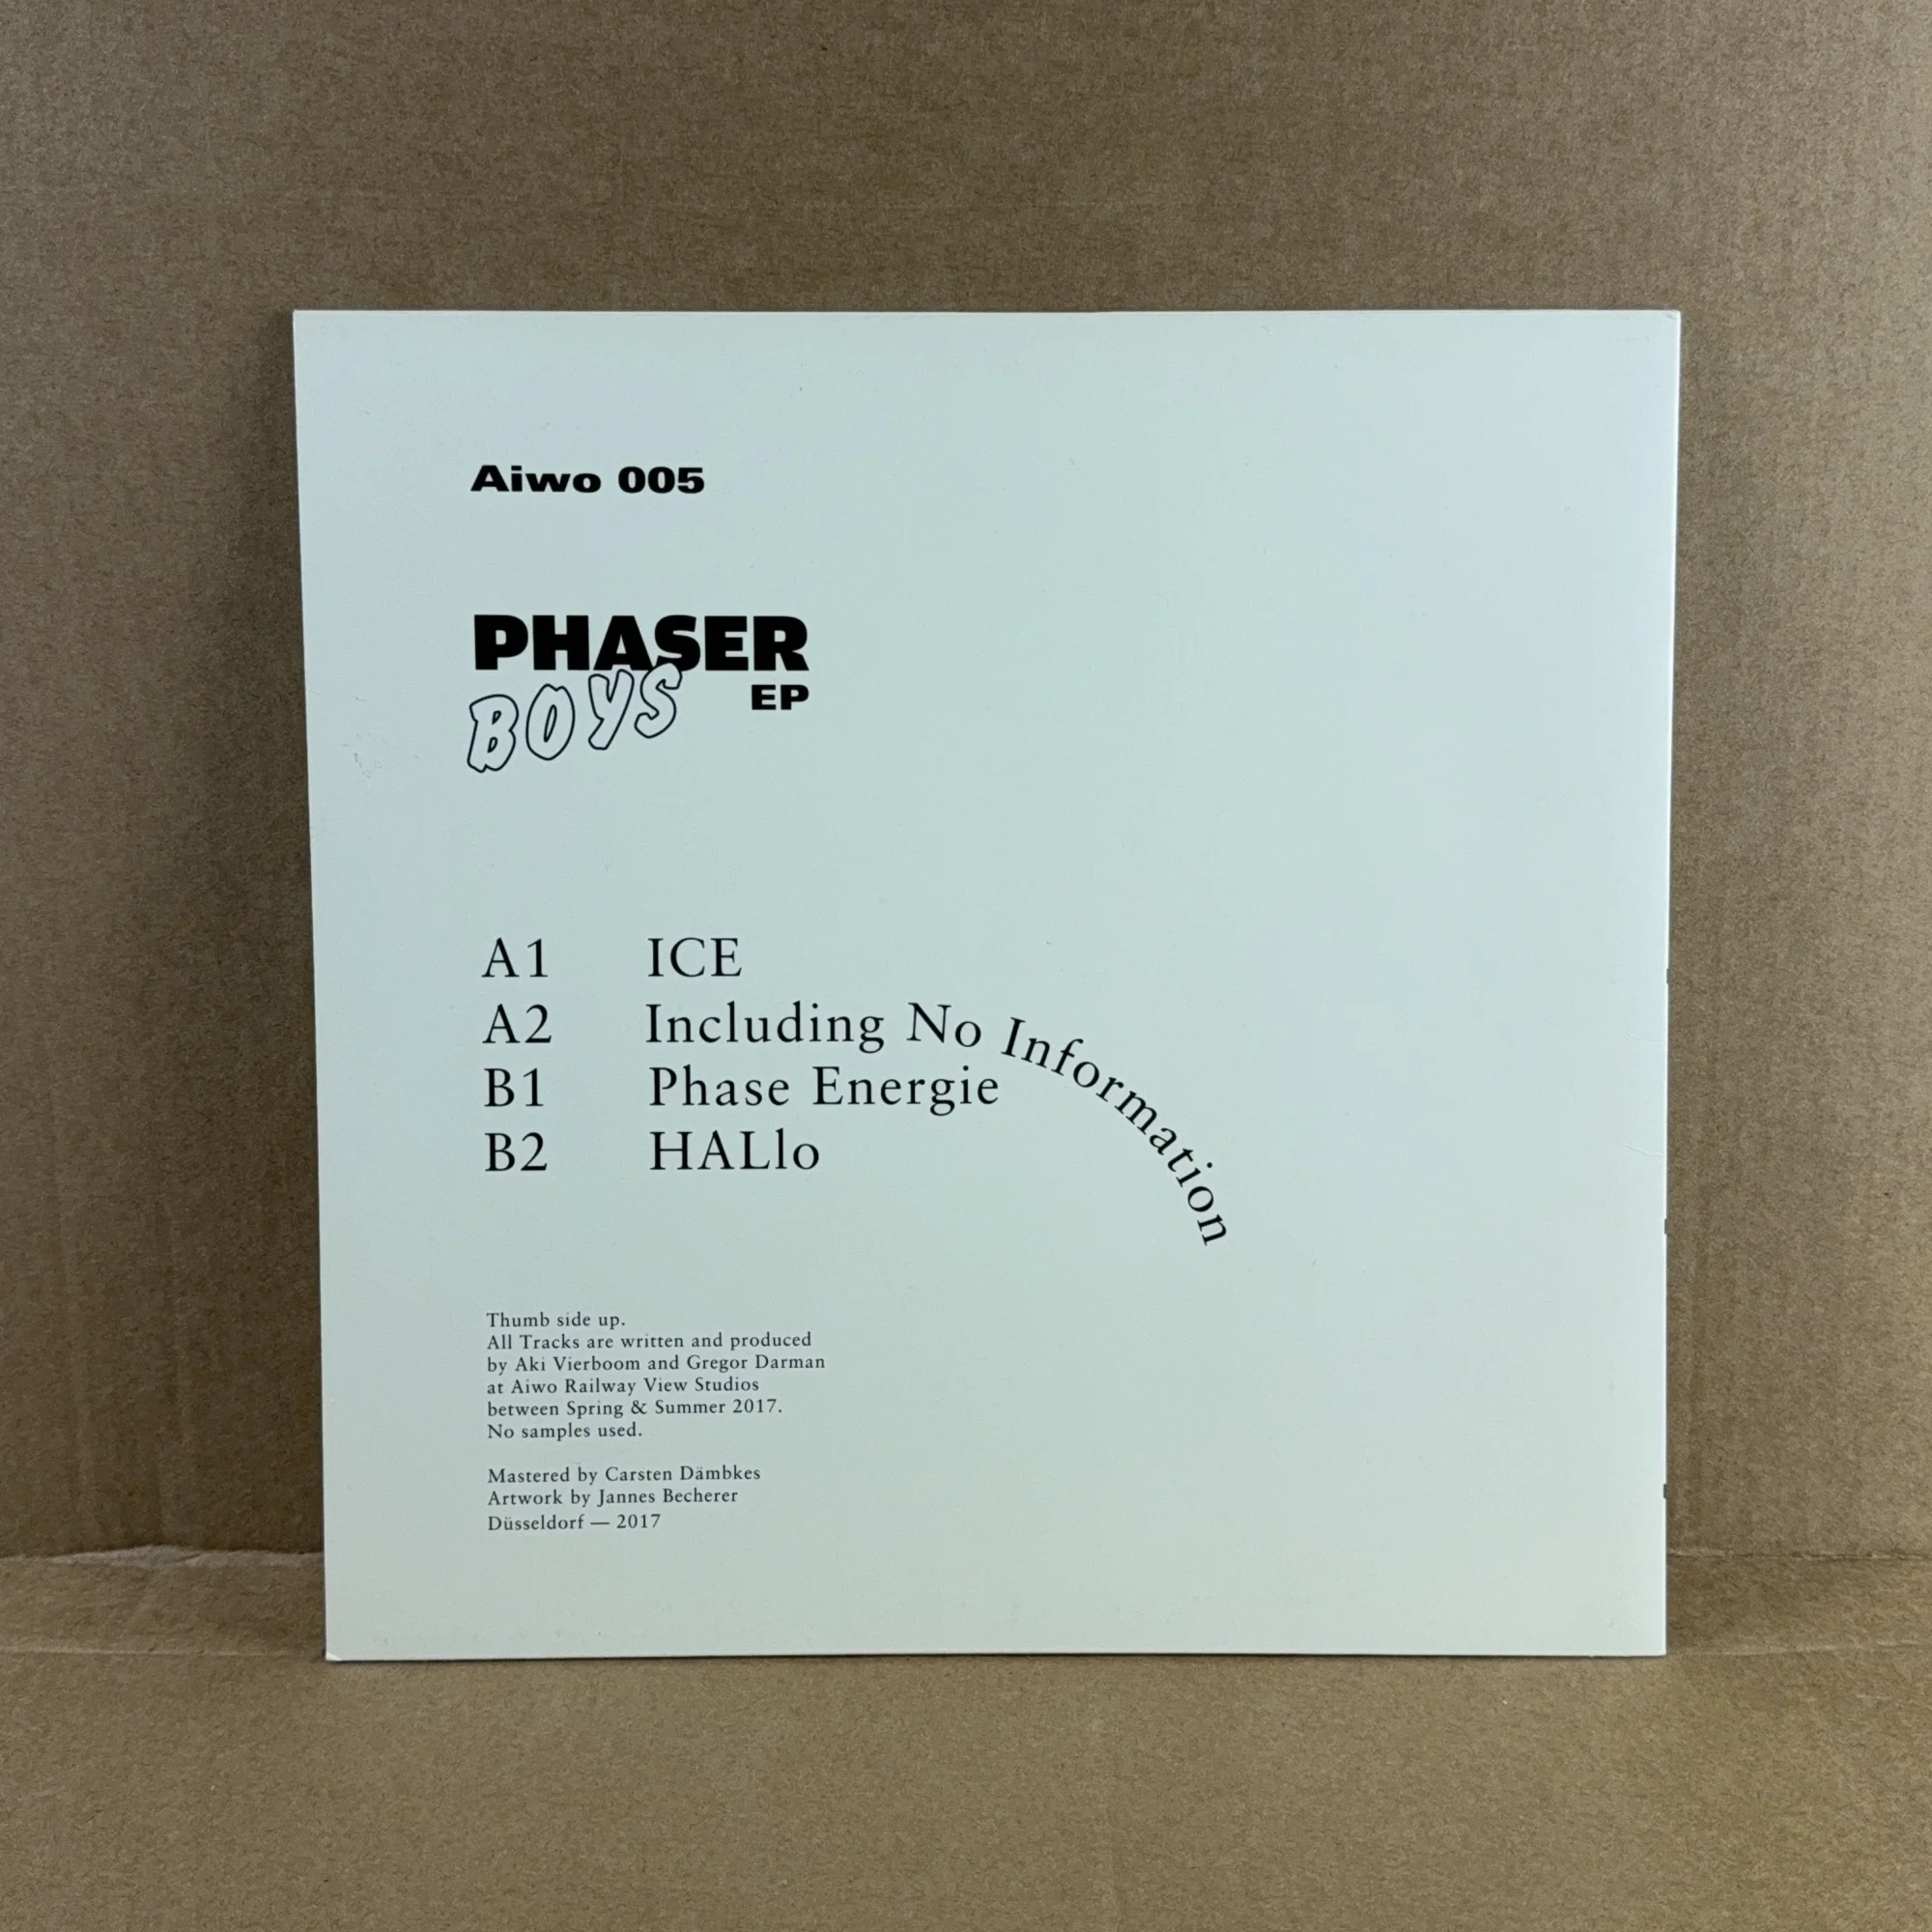 Aiwo 005
PHASER
BOYS EP
A1 ICE
A2 Including No Information
B1 Phase Energie
B2 HALlo
Thumb side up.
All Tracks are written and produced
by Aki Vierboom and Gregor Darman
at Aiwo Railway View Studios
between Spring & Summer 2017.
No samples used.
Mastered by Carsten Dämbkes
Artwork by Jannes Becherer
Düsseldorf — 2017